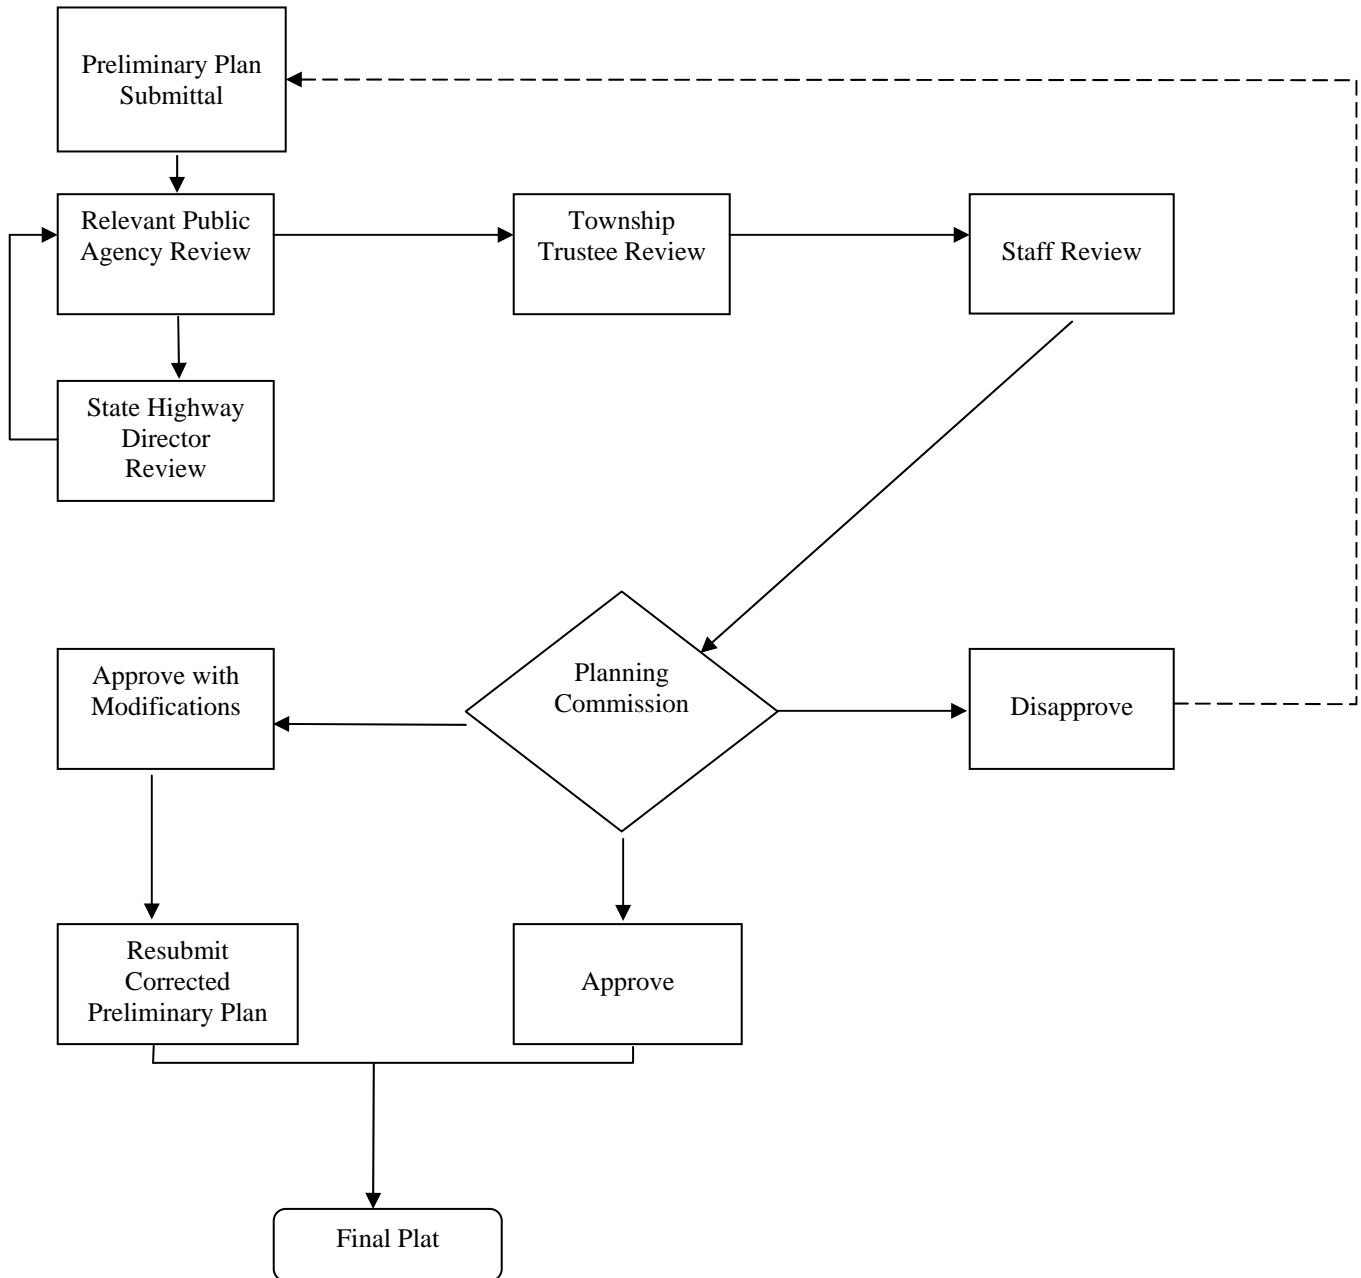 Preliminary Plan
Submittal
Relevant Public
Agency Review
Township
Trustee Review
Staff Review
State Highway
Director
Review
Approve with
Modifications
Planning
Commission
Disapprove
Resubmit
Corrected
Preliminary Plan
Approve
Final Plat